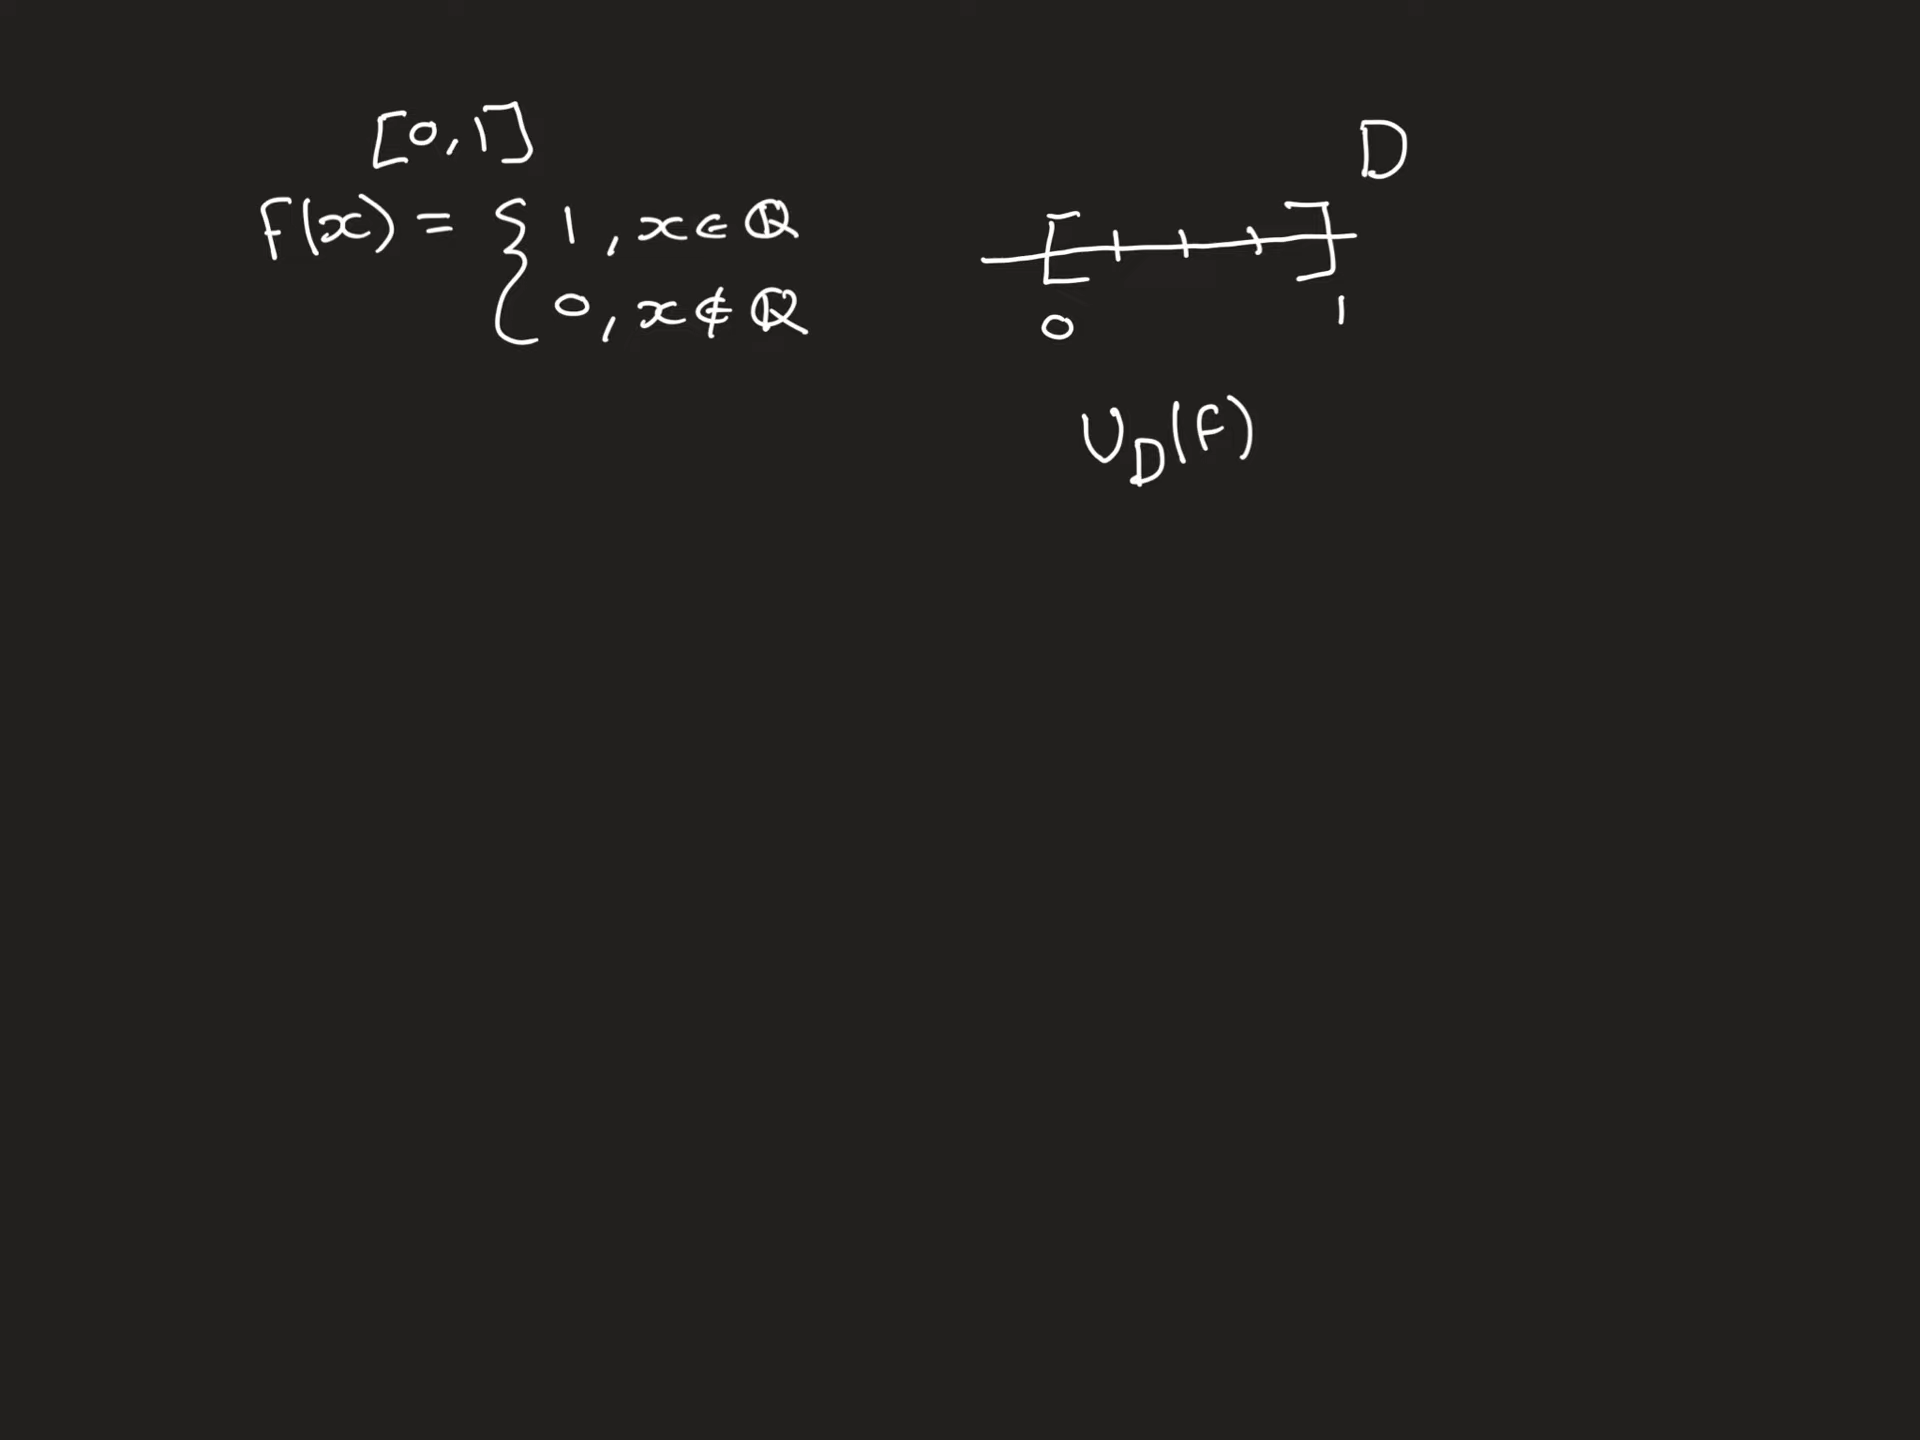 [0,1]
f(x) = { 1, x ∈ ℚ
0, x ∉ ℚ
D
0 1
U_D(f)